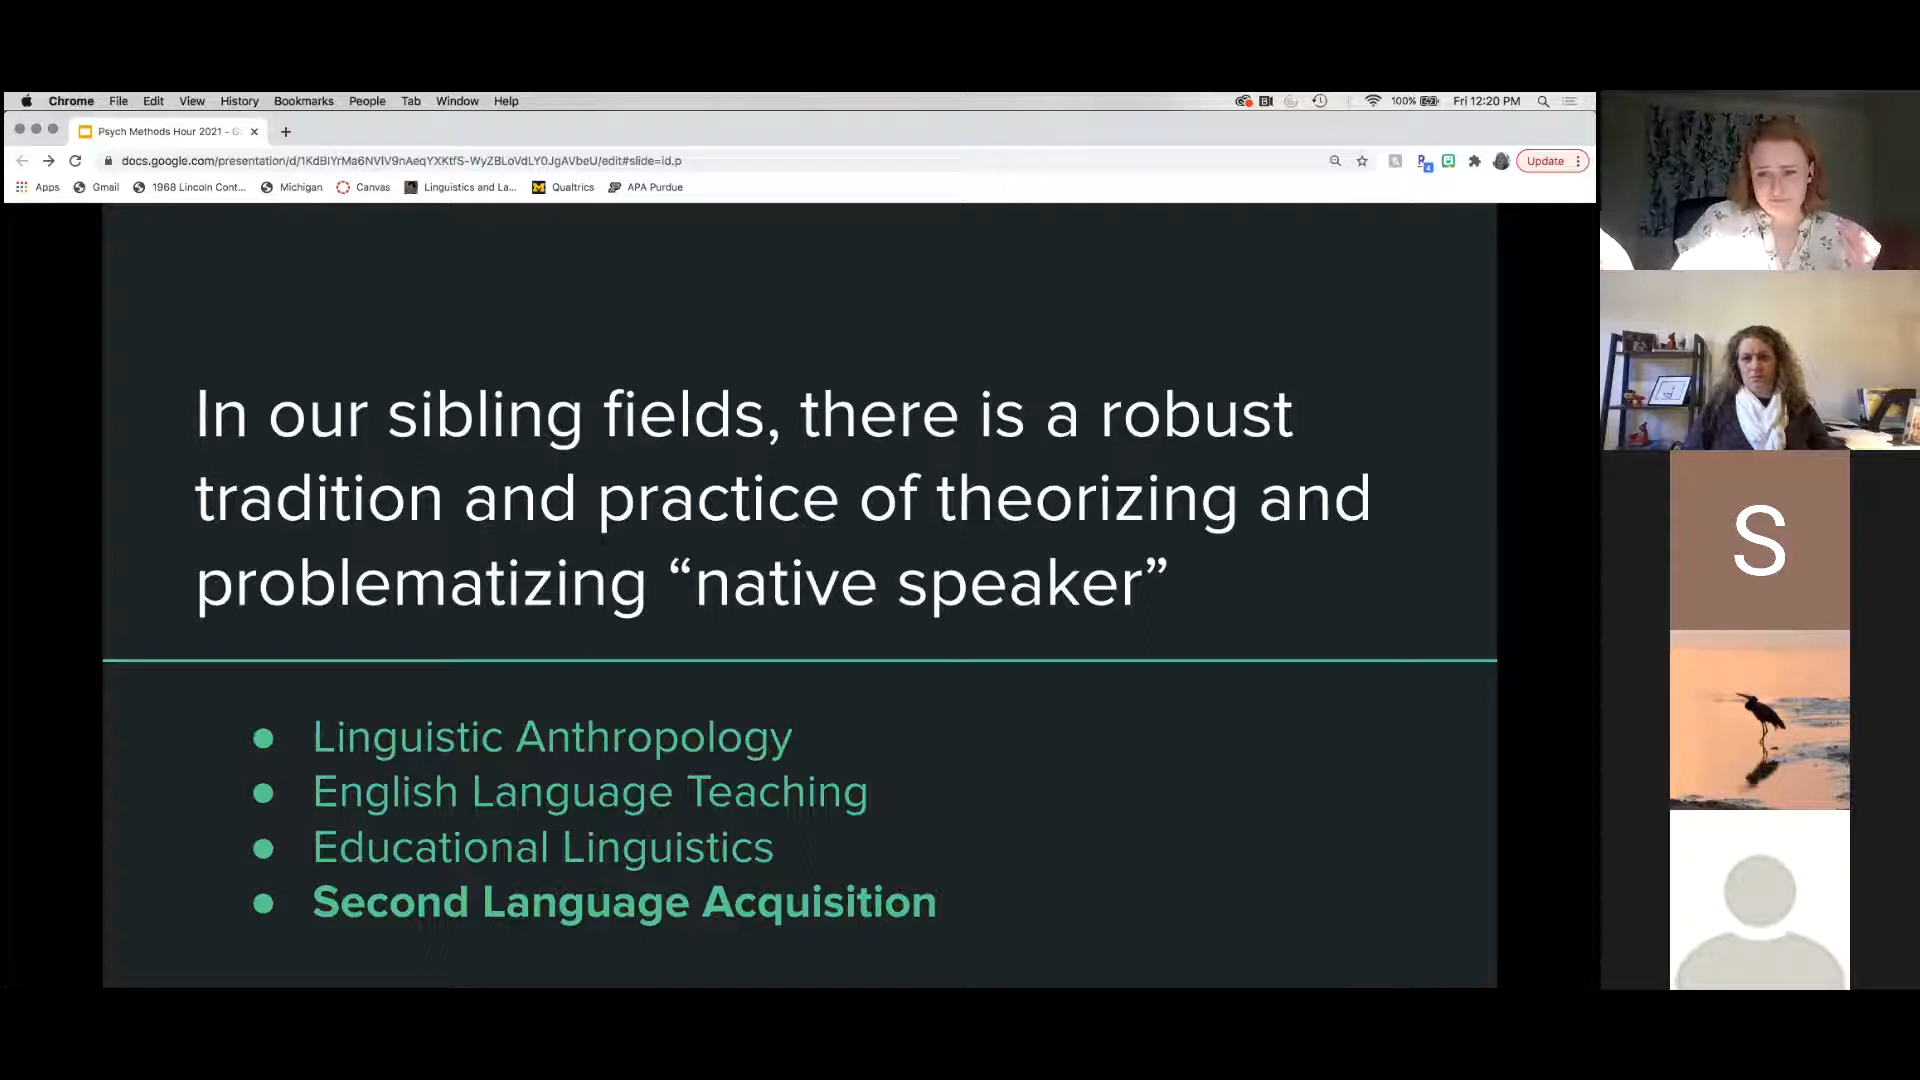 Chrome File Edit View History Bookmarks People Tab Window Help 100% Fri 12:20 PM
Psych Methods Hour 2021 - G
docs.google.com/presentation/d/1KdBIYrMa6NVIV9nAeqYXKtfS-WyZBLoVdLY0JgAVbeU/edit#slide=id.p Update
Apps Gmail 1968 Lincoln Cont... Michigan Canvas Linguistics and La... Qualtrics APA Purdue
In our sibling fields, there is a robust
tradition and practice of theorizing and
problematizing “native speaker”
● Linguistic Anthropology
● English Language Teaching
● Educational Linguistics
● Second Language Acquisition
S